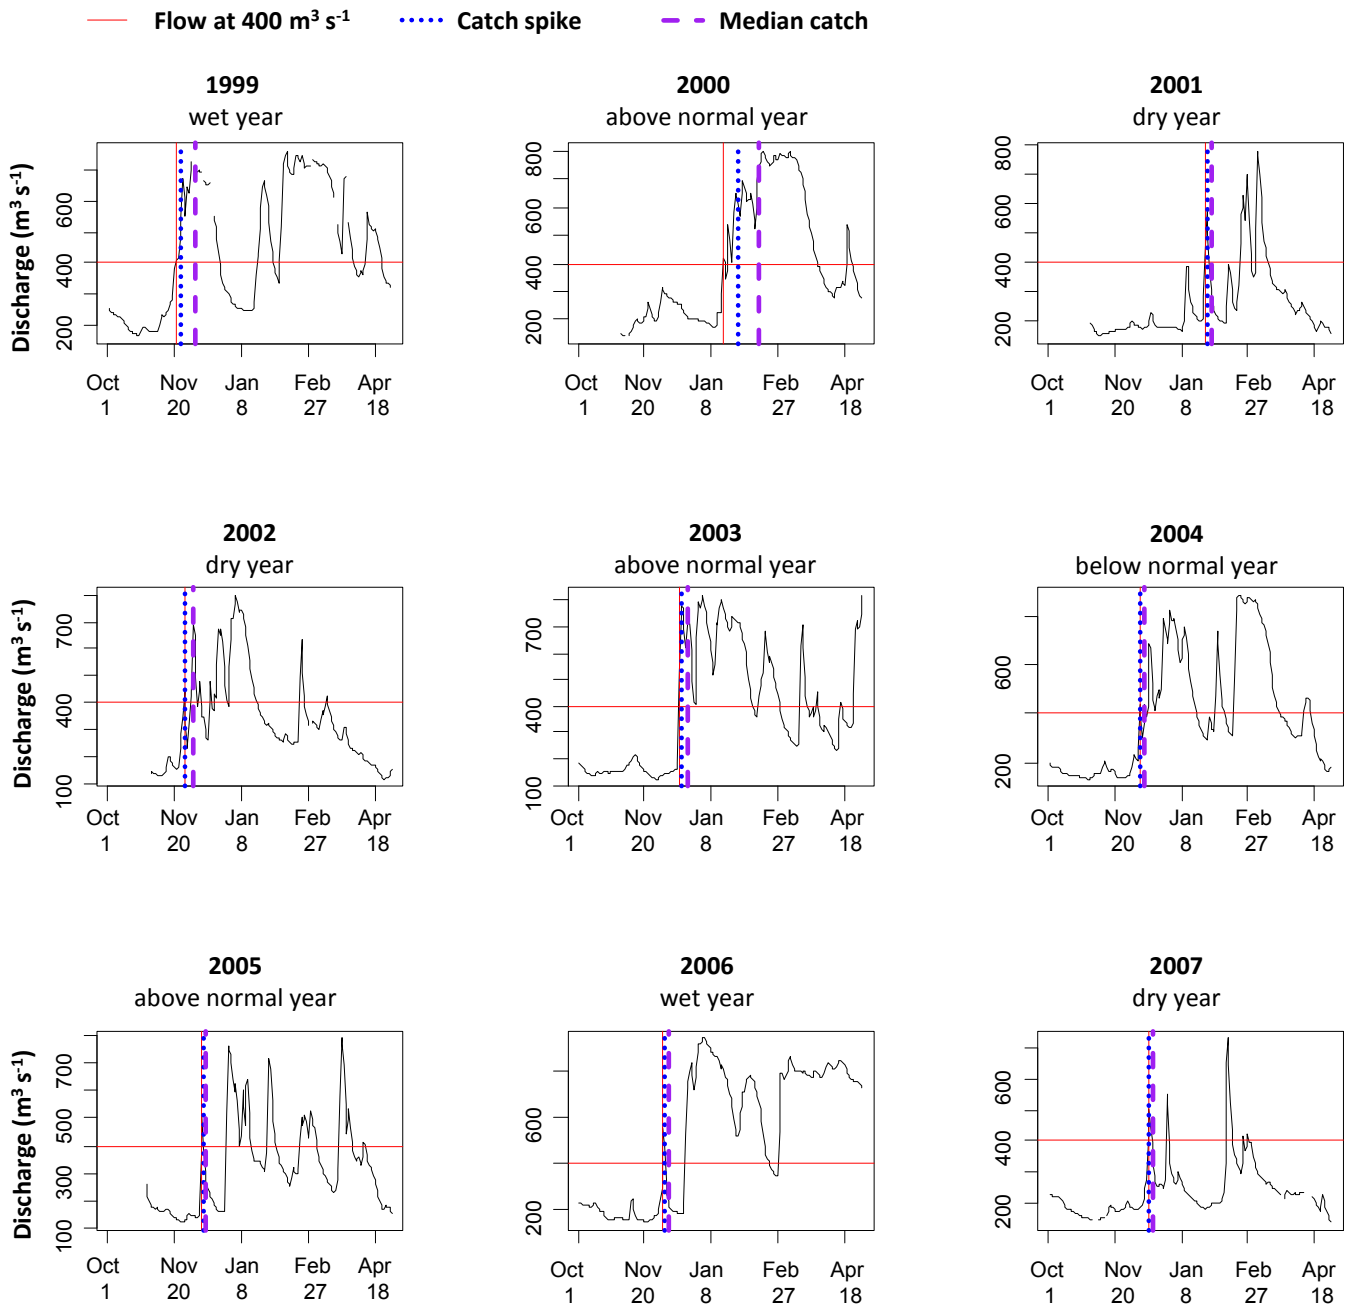 Flow at 400 m³ s⁻¹ Catch spike Median catch
1999 2000 2001
wet year above normal year dry year
Discharge (m³ s⁻¹)
200 400 600
200 400 600 800
200 400 600 800
Oct Nov Jan Feb Apr Oct Nov Jan Feb Apr Oct Nov Jan Feb Apr
1 20 8 27 18 1 20 8 27 18 1 20 8 27 18
2002 2003 2004
dry year above normal year below normal year
Discharge (m³ s⁻¹)
100 400 700
100 400 700
200 600
Oct Nov Jan Feb Apr Oct Nov Jan Feb Apr Oct Nov Jan Feb Apr
1 20 8 27 18 1 20 8 27 18 1 20 8 27 18
2005 2006 2007
above normal year wet year dry year
Discharge (m³ s⁻¹)
100 300 500 700
200 600
200 400 600
Oct Nov Jan Feb Apr Oct Nov Jan Feb Apr Oct Nov Jan Feb Apr
1 20 8 27 18 1 20 8 27 18 1 20 8 27 18